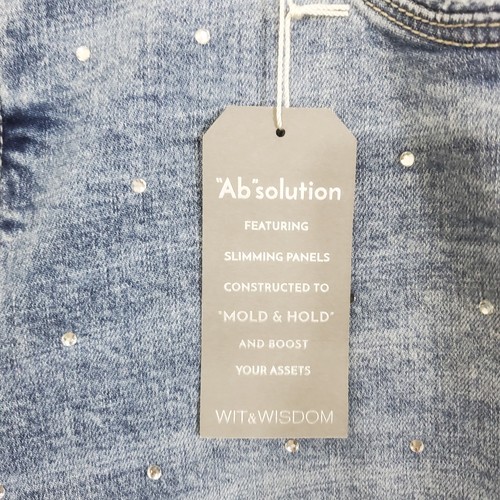 "Ab"solution
FEATURING
SLIMMING PANELS
CONSTRUCTED TO
"MOLD & HOLD"
AND BOOST
YOUR ASSETS
WIT&WISDOM